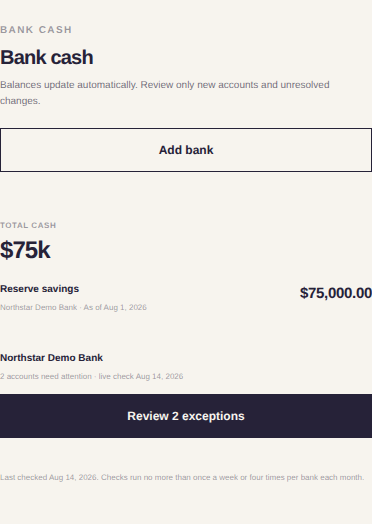 BANK CASH
Bank cash
Balances update automatically. Review only new accounts and unresolved
changes.
Add bank
TOTAL CASH
$75k
Reserve savings
$75,000.00
Northstar Demo Bank · As of Aug 1, 2026
Northstar Demo Bank
2 accounts need attention · live check Aug 14, 2026
Review 2 exceptions
Last checked Aug 14, 2026. Checks run no more than once a week or four times per bank each month.